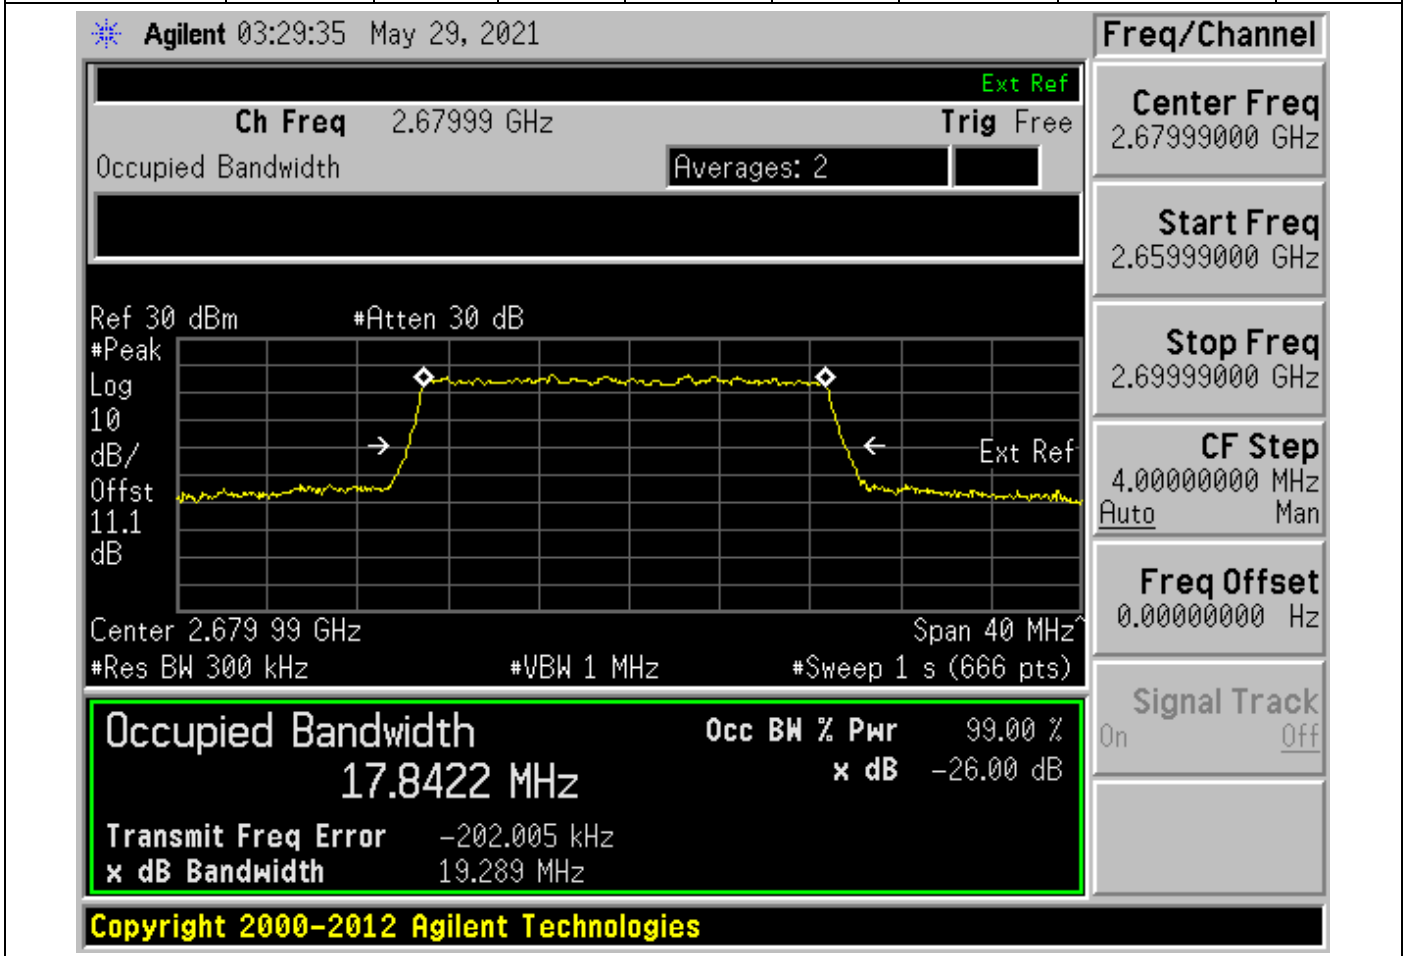 Agilent 03:29:35 May 29, 2021
Freq/Channel
Ext Ref
Ch Freq 2.67999 GHz Trig Free
Occupied Bandwidth Averages: 2
Center Freq
2.67999000 GHz
Start Freq
2.65999000 GHz
Stop Freq
2.69999000 GHz
CF Step
4.00000000 MHz
Auto Man
Freq Offset
0.00000000 Hz
Signal Track
On Off
Ref 30 dBm #Atten 30 dB
#Peak
Log
10
dB/
Offst
11.1
dB
Ext Ref
Center 2.679 99 GHz Span 40 MHz^
#Res BW 300 kHz #VBW 1 MHz #Sweep 1 s (666 pts)
Occupied Bandwidth Occ BW % Pwr 99.00 %
17.8422 MHz x dB -26.00 dB
Transmit Freq Error -202.005 kHz
x dB Bandwidth 19.289 MHz
Copyright 2000-2012 Agilent Technologies